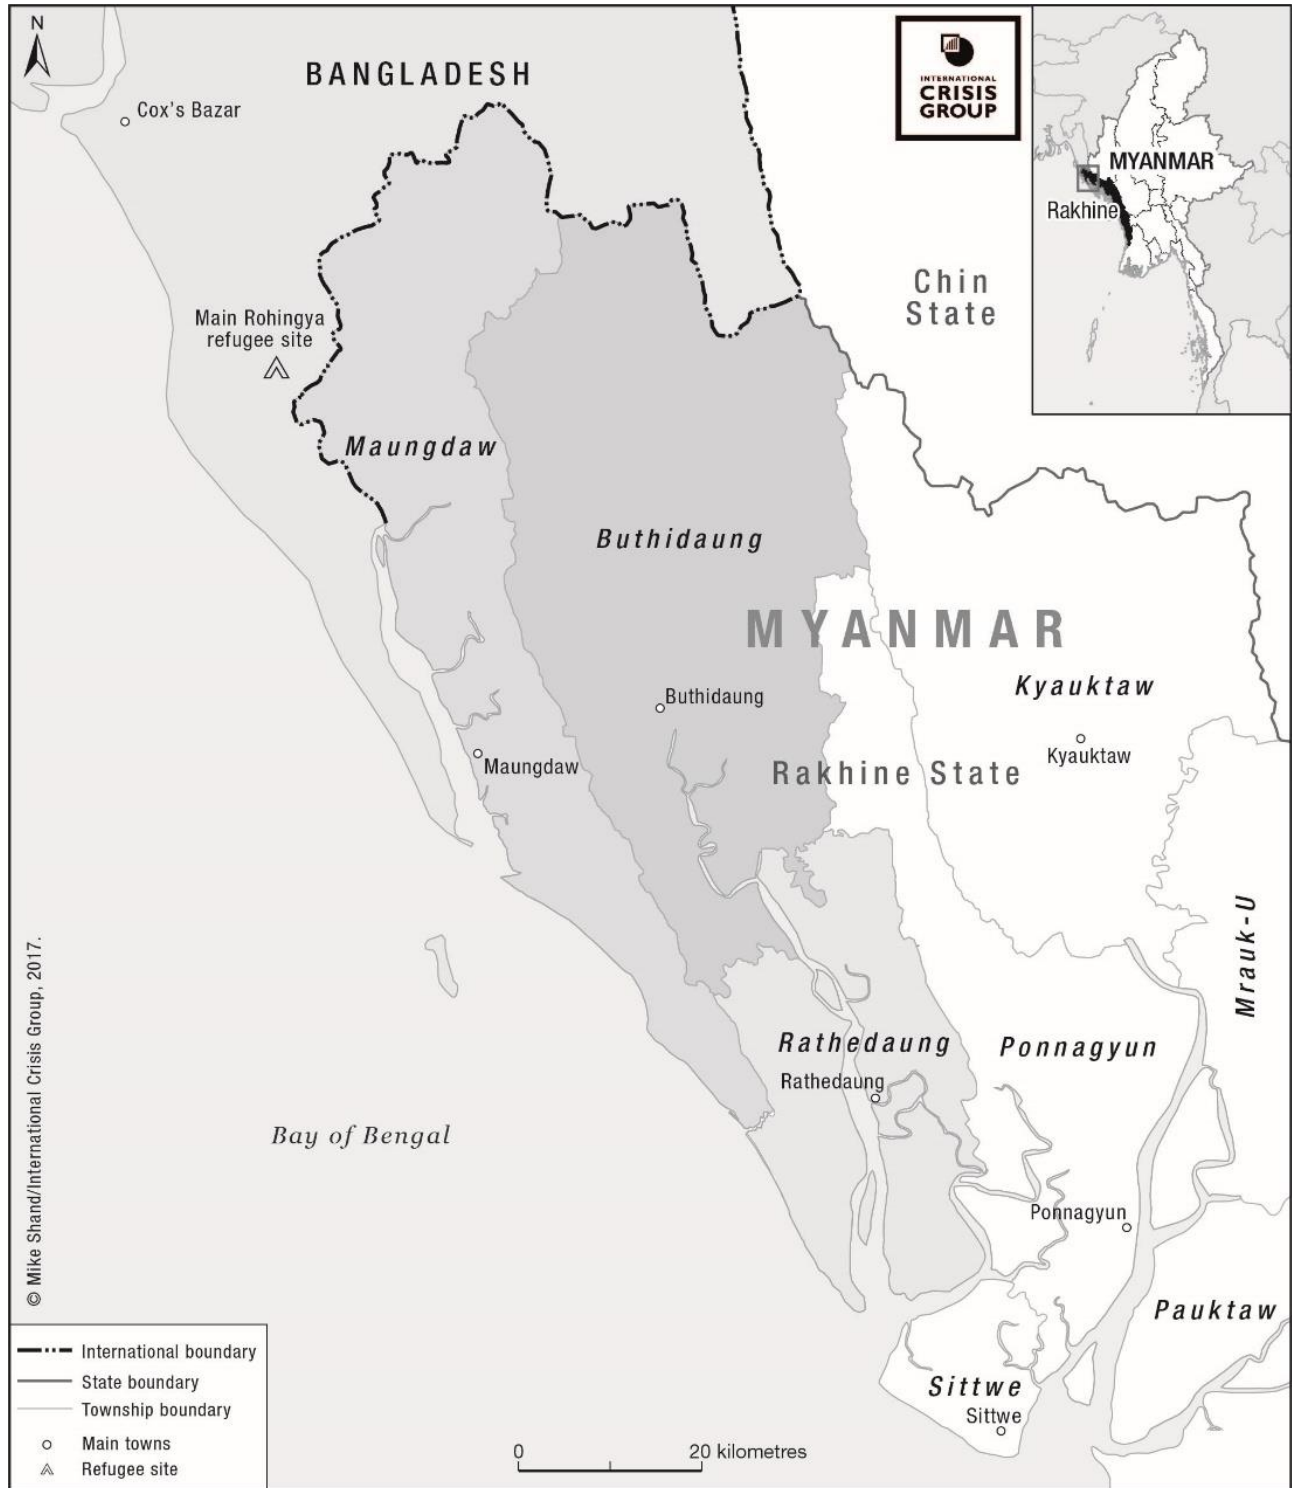 N
BANGLADESH
Cox's Bazar
INTERNATIONAL
CRISIS
GROUP
MYANMAR
Rakhine
Chin
State
Main Rohingya
refugee site
Maungdaw
Buthidaung
MYANMAR
Kyauktaw
Buthidaung
Kyauktaw
Maungdaw
Rakhine State
Mrauk-U
Rathedaung
Ponnagyun
Rathedaung
Bay of Bengal
Ponnagyun
Pauktaw
Sittwe
Sittwe
© Mike Shand/International Crisis Group, 2017.
International boundary
State boundary
Township boundary
Main towns
Refugee site
0 20 kilometres